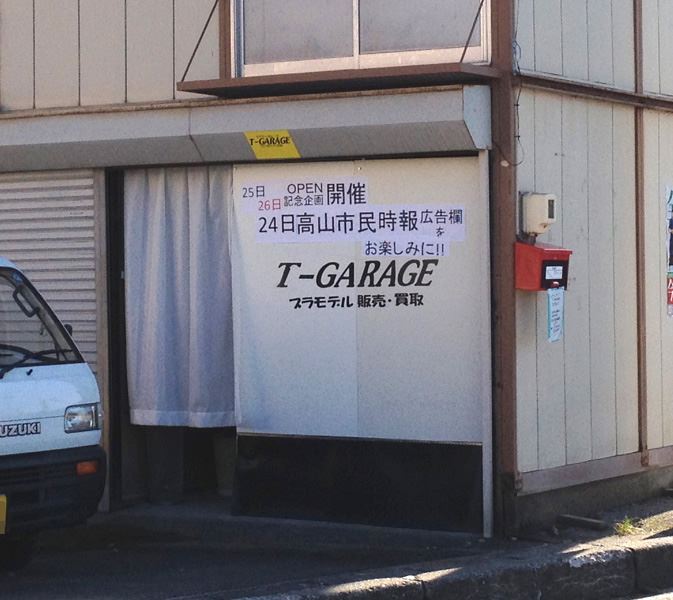 T-GARAGE
25日 OPEN
26日 記念企画 開催
24日高山市民時報 広告欄
を
お楽しみに!!
T-GARAGE
プラモデル 販売・買取
SUZUKI